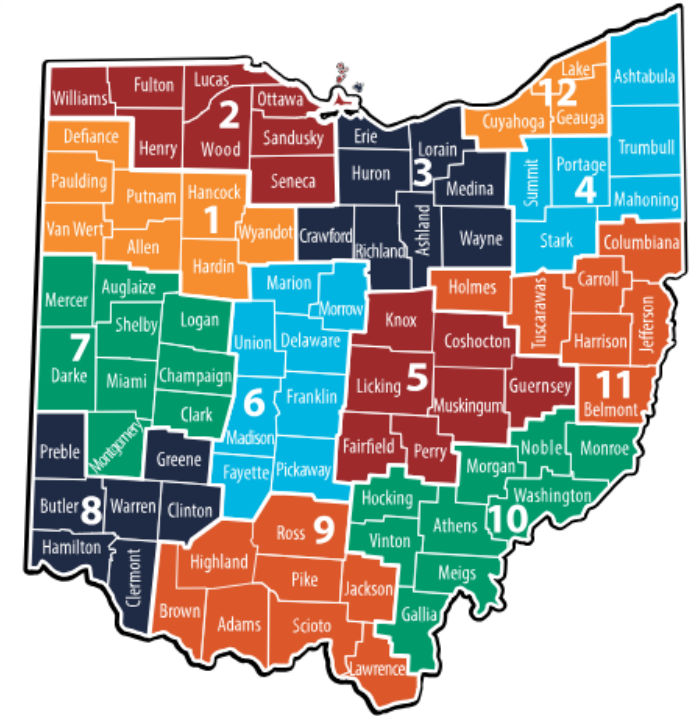 Lake
Ashtabula
12
Lucas
Fulton
Williams
Ottawa
Cuyahoga
Geauga
2
Erie
Defiance
Sandusky
Lorain
Trumbull
Henry
Wood
3
Summit
Portage
4
Huron
Paulding
Seneca
Medina
Putnam
Hancock
Mahoning
1
Van Wert
Wyandot
Crawford
Ashland
Wayne
Stark
Columbiana
Allen
Richland
Hardin
Carroll
Marion
Holmes
Mercer
Auglaize
Morrow
Tuscarawas
Jefferson
Logan
Knox
Shelby
Union
Delaware
Coshocton
Harrison
7
Darke
Miami
Champaign
Licking
5
Guernsey
11
Franklin
6
Muskingum
Belmont
Clark
Madison
Montgomery
Fairfield
Perry
Noble
Monroe
Preble
Greene
Morgan
Fayette
Pickaway
Washington
Hocking
Butler
8
Warren
Clinton
10
Athens
Ross
9
Vinton
Hamilton
Highland
Clermont
Pike
Meigs
Jackson
Brown
Adams
Scioto
Gallia
Lawrence